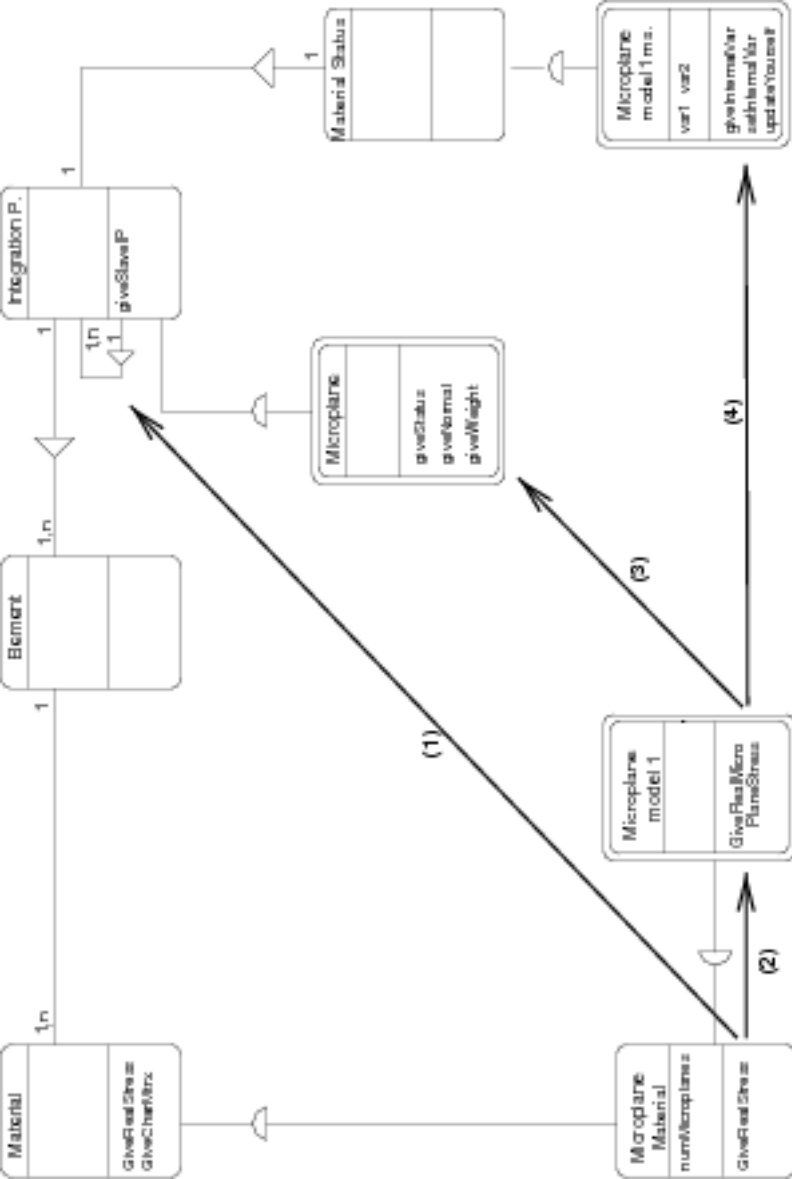 Material
GiveRealStress
GiveCharMtrx
1,n
1
Element
1,n
1
Integration P.
giveSlaveIP
1,n
1
1
1
Material Status
Microplane
giveStatus
giveNormal
giveWeight
Microplane
model 1 ms.
var1 var2
giveInternalVar
setInternalVar
updateYourself
(1)
(3)
(4)
Microplane
Material
numMicroplanes
GiveRealStress
(2)
Microplane
model 1
GiveRealMicro
PlaneStress